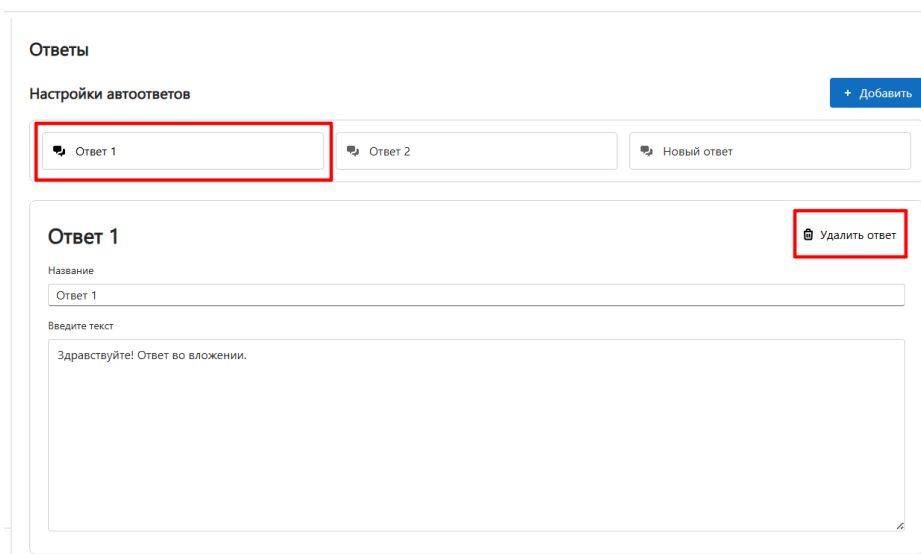 Ответы
Настройки автоответов
+ Добавить
Ответ 1
Ответ 2
Новый ответ
Ответ 1
Удалить ответ
Название
Ответ 1
Введите текст
Здравствуйте! Ответ во вложении.